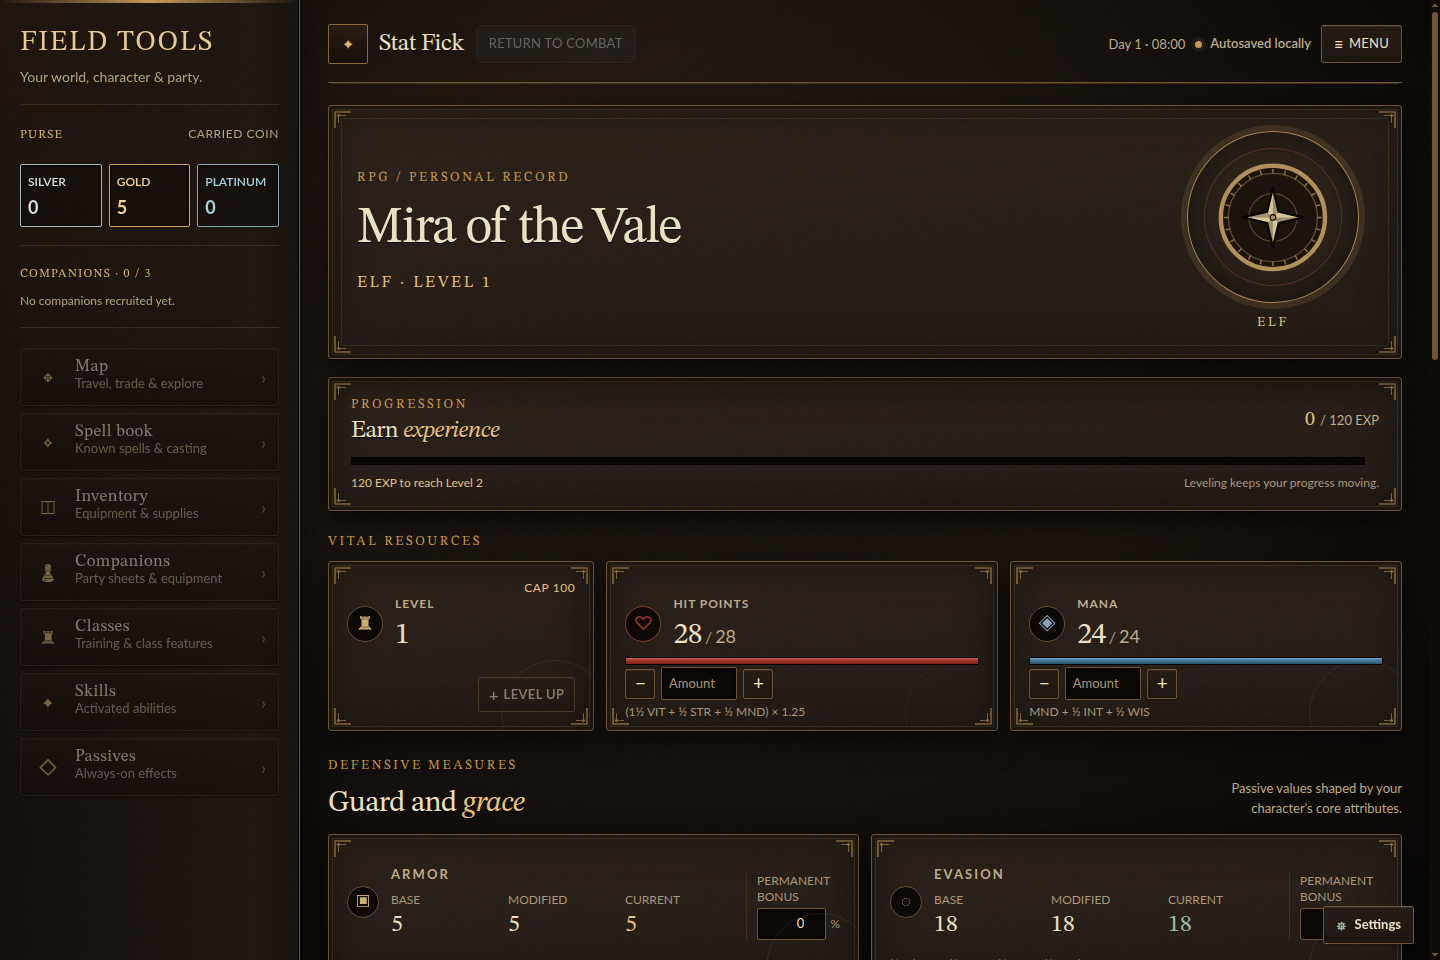 FIELD TOOLS
Your world, character & party.
PURSE
CARRIED COIN
SILVER
0
GOLD
5
PLATINUM
0
COMPANIONS · 0 / 3
No companions recruited yet.
Map
Travel, trade & explore
Spell book
Known spells & casting
Inventory
Equipment & supplies
Companions
Party sheets & equipment
Classes
Training & class features
Skills
Activated abilities
Passives
Always-on effects
Stat Fick
RETURN TO COMBAT
Day 1 · 08:00
Autosaved locally
≡ MENU
RPG / PERSONAL RECORD
Mira of the Vale
ELF · LEVEL 1
ELF
PROGRESSION
Earn experience
0 / 120 EXP
120 EXP to reach Level 2
Leveling keeps your progress moving.
VITAL RESOURCES
CAP 100
LEVEL
1
+ LEVEL UP
HIT POINTS
28 / 28
− Amount +
(1½ VIT + ½ STR + ½ MND) × 1.25
MANA
24 / 24
− Amount +
MND + ½ INT + ½ WIS
DEFENSIVE MEASURES
Guard and grace
Passive values shaped by your
character's core attributes.
ARMOR
BASE
5
MODIFIED
5
CURRENT
5
PERMANENT
BONUS
0 %
EVASION
BASE
18
MODIFIED
18
CURRENT
18
PERMANENT
BONUS
Settings